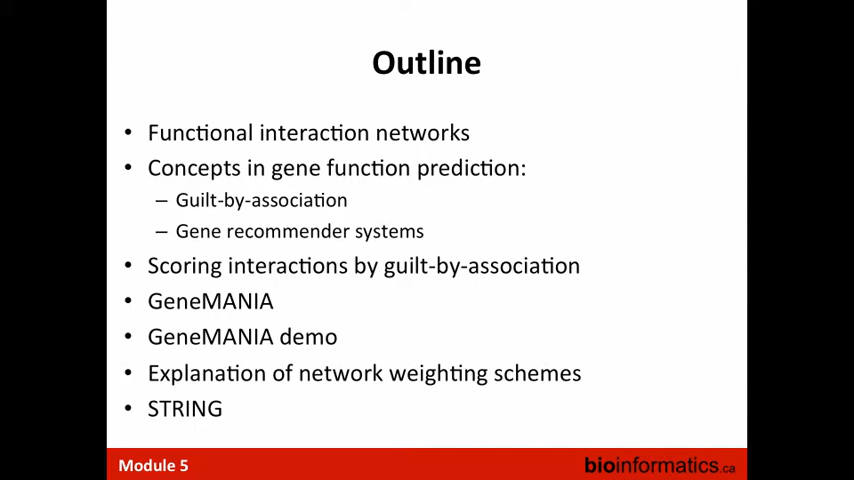 Outline
• Functional interaction networks
• Concepts in gene function prediction:
– Guilt-by-association
– Gene recommender systems
• Scoring interactions by guilt-by-association
• GeneMANIA
• GeneMANIA demo
• Explanation of network weighting schemes
• STRING
Module 5
bioinformatics.ca